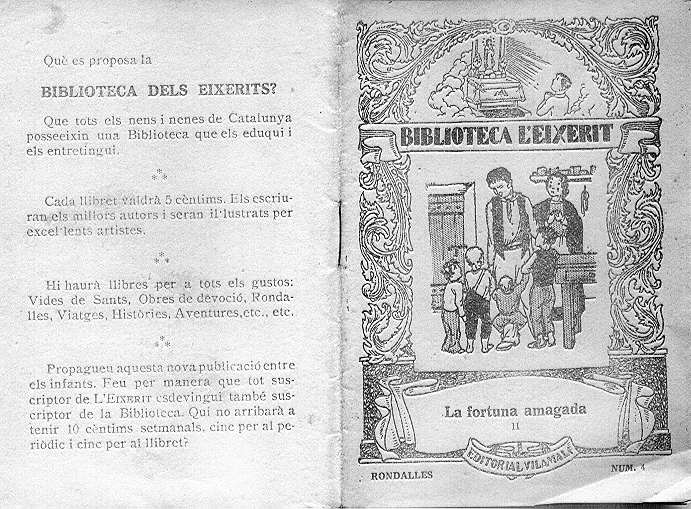 Què es proposa la
BIBLIOTECA DELS EIXERITS?
Que tots els nens i nenes de Catalunya
posseeixin una Biblioteca que els eduqui i
els entretingui.
Cada llibret valdrà 5 cèntims. Els escriu-
ran els millors autors i seran il·lustrats per
excel·lents artistes.
Hi haurà llibres per a tots els gustos:
Vides de Sants, Obres de devoció, Ronda-
lles, Viatges, Històries, Aventures, etc., etc.
Propagueu aquesta nova publicació entre
els infants. Feu per manera que tot sus-
criptor de L'EIXERIT esdevingui també sus-
criptor de la Biblioteca. Qui no arribarà a
tenir 10 cèntims setmanals, cinc per al pe-
riòdic i cinc per al llibret?
BIBLIOTECA L'EIXERIT
La fortuna amagada
II
EDITORIAL VILAMALA
RONDALLES
NUM. 4